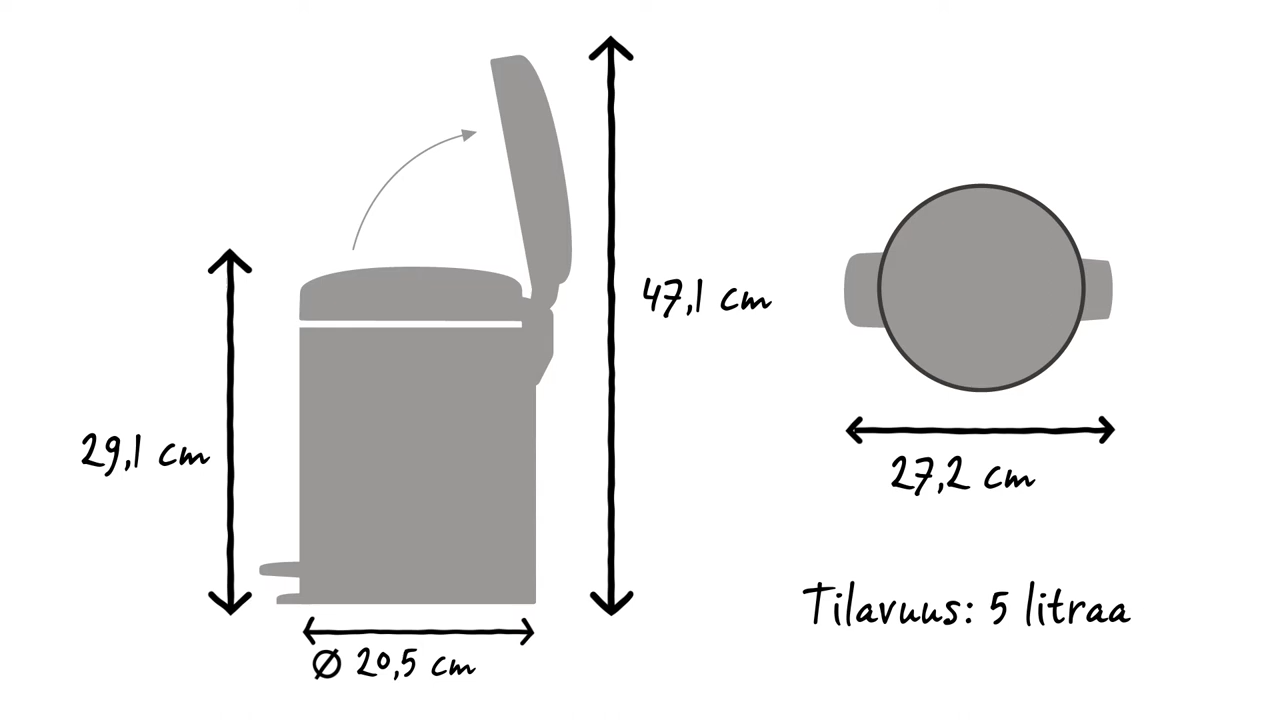 47,1 cm
29,1 cm
27,2 cm
Tilavuus: 5 litraa
Ø 20,5 cm